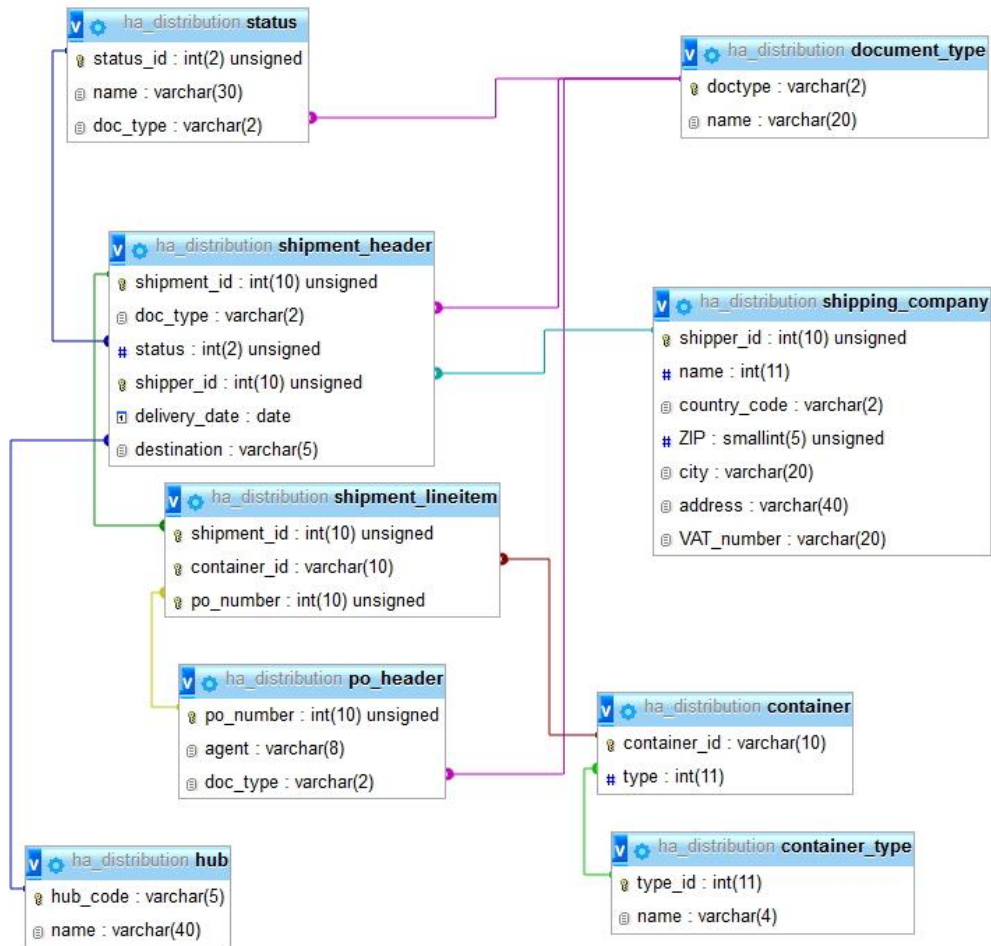 ha_distribution status
status_id : int(2) unsigned
name : varchar(30)
doc_type : varchar(2)
ha_distribution document_type
doctype : varchar(2)
name : varchar(20)
ha_distribution shipment_header
shipment_id : int(10) unsigned
doc_type : varchar(2)
# status : int(2) unsigned
shipper_id : int(10) unsigned
delivery_date : date
destination : varchar(5)
ha_distribution shipping_company
shipper_id : int(10) unsigned
# name : int(11)
country_code : varchar(2)
# ZIP : smallint(5) unsigned
city : varchar(20)
address : varchar(40)
VAT_number : varchar(20)
ha_distribution shipment_lineitem
shipment_id : int(10) unsigned
container_id : varchar(10)
po_number : int(10) unsigned
ha_distribution po_header
po_number : int(10) unsigned
agent : varchar(8)
doc_type : varchar(2)
ha_distribution container
container_id : varchar(10)
# type : int(11)
ha_distribution container_type
type_id : int(11)
name : varchar(4)
ha_distribution hub
hub_code : varchar(5)
name : varchar(40)